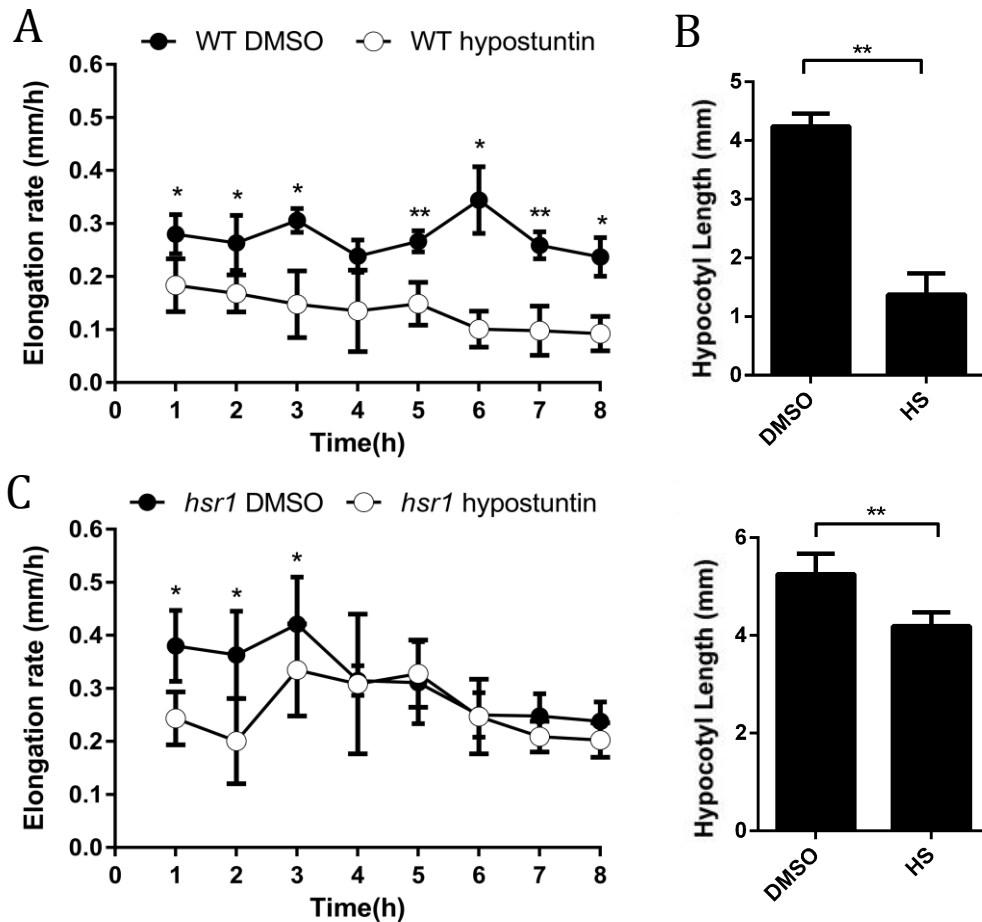 A
WT DMSO WT hypostuntin
Elongation rate (mm/h)
0.6
0.5
0.4
0.3
0.2
0.1
0.0
* * * ** * ** *
0 1 2 3 4 5 6 7 8
Time(h)
B
**
Hypocotyl Length (mm)
5
4
3
2
1
0
DMSO HS
C
hsr1 DMSO hsr1 hypostuntin
Elongation rate (mm/h)
0.6
0.5
0.4
0.3
0.2
0.1
0.0
* * *
0 1 2 3 4 5 6 7 8
Time(h)
**
Hypocotyl Length (mm)
6
4
2
0
DMSO HS